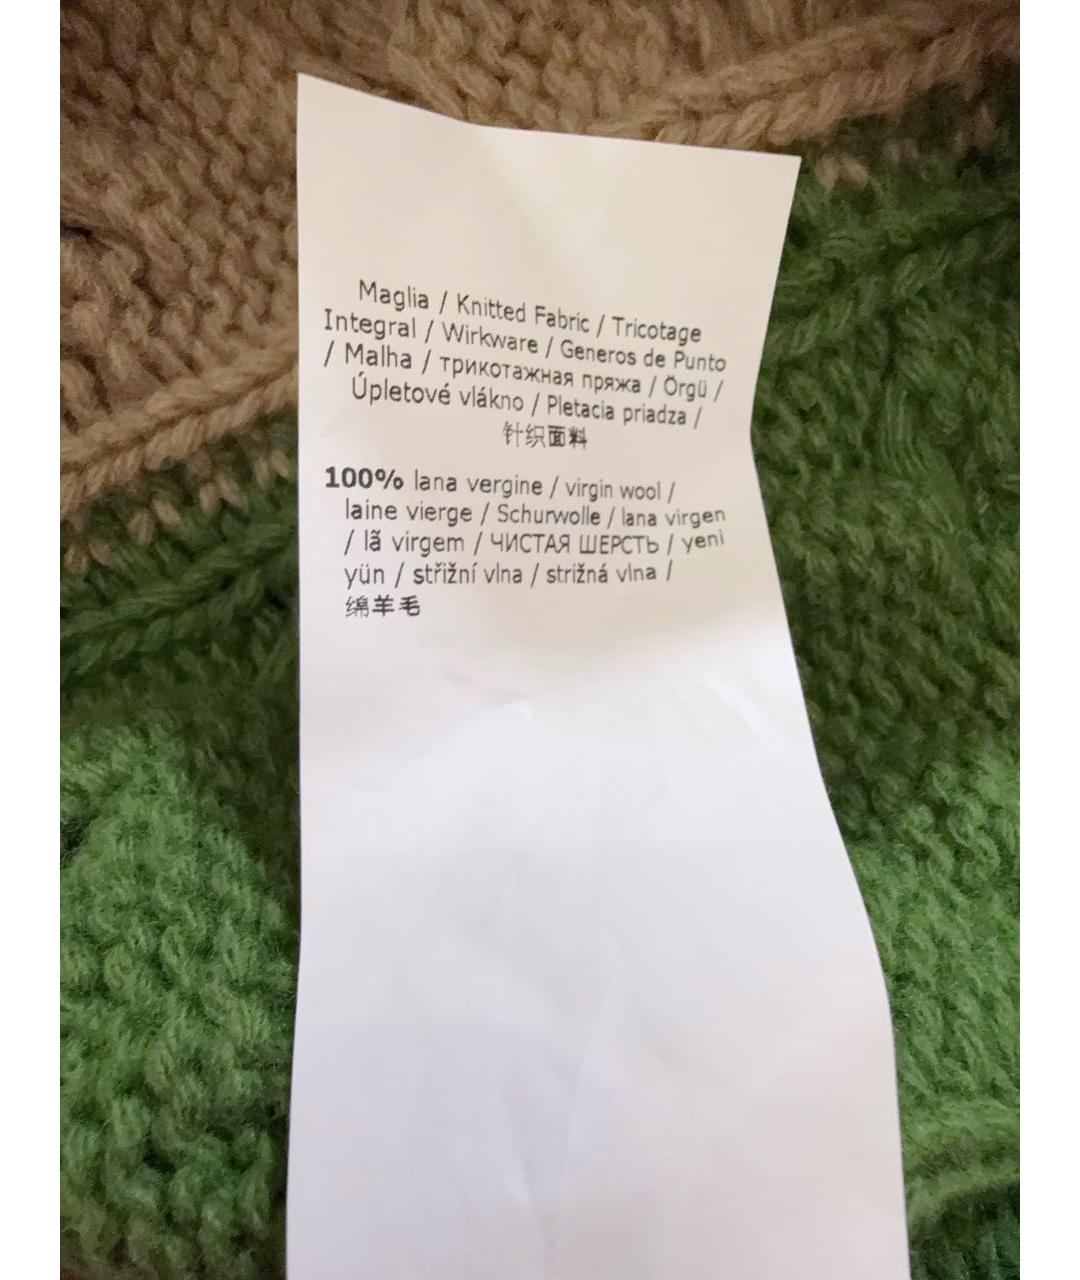 Maglia / Knitted Fabric / Tricotage
Integral / Wirkware / Generos de Punto
/ Malha / трикотажная пряжа / Örgü /
Úpletové vlákno / Pletacia priadza /
针织面料
100% lana vergine / virgin wool /
laine vierge / Schurwolle / lana virgen
/ lã virgem / ЧИСТАЯ ШЕРСТЬ / yeni
yün / střižní vlna / strižná vlna /
绵羊毛